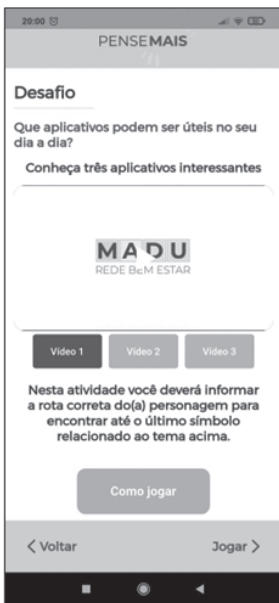 20:00
PENSEMAIS
Desafio
Que aplicativos podem ser úteis no seu
dia a dia?
Conheça três aplicativos interessantes
MADU
REDE BEM ESTAR
Vídeo 1 Vídeo 2 Vídeo 3
Nesta atividade você deverá informar
a rota correta do(a) personagem para
encontrar até o último símbolo
relacionado ao tema acima.
Como jogar
< Voltar Jogar >